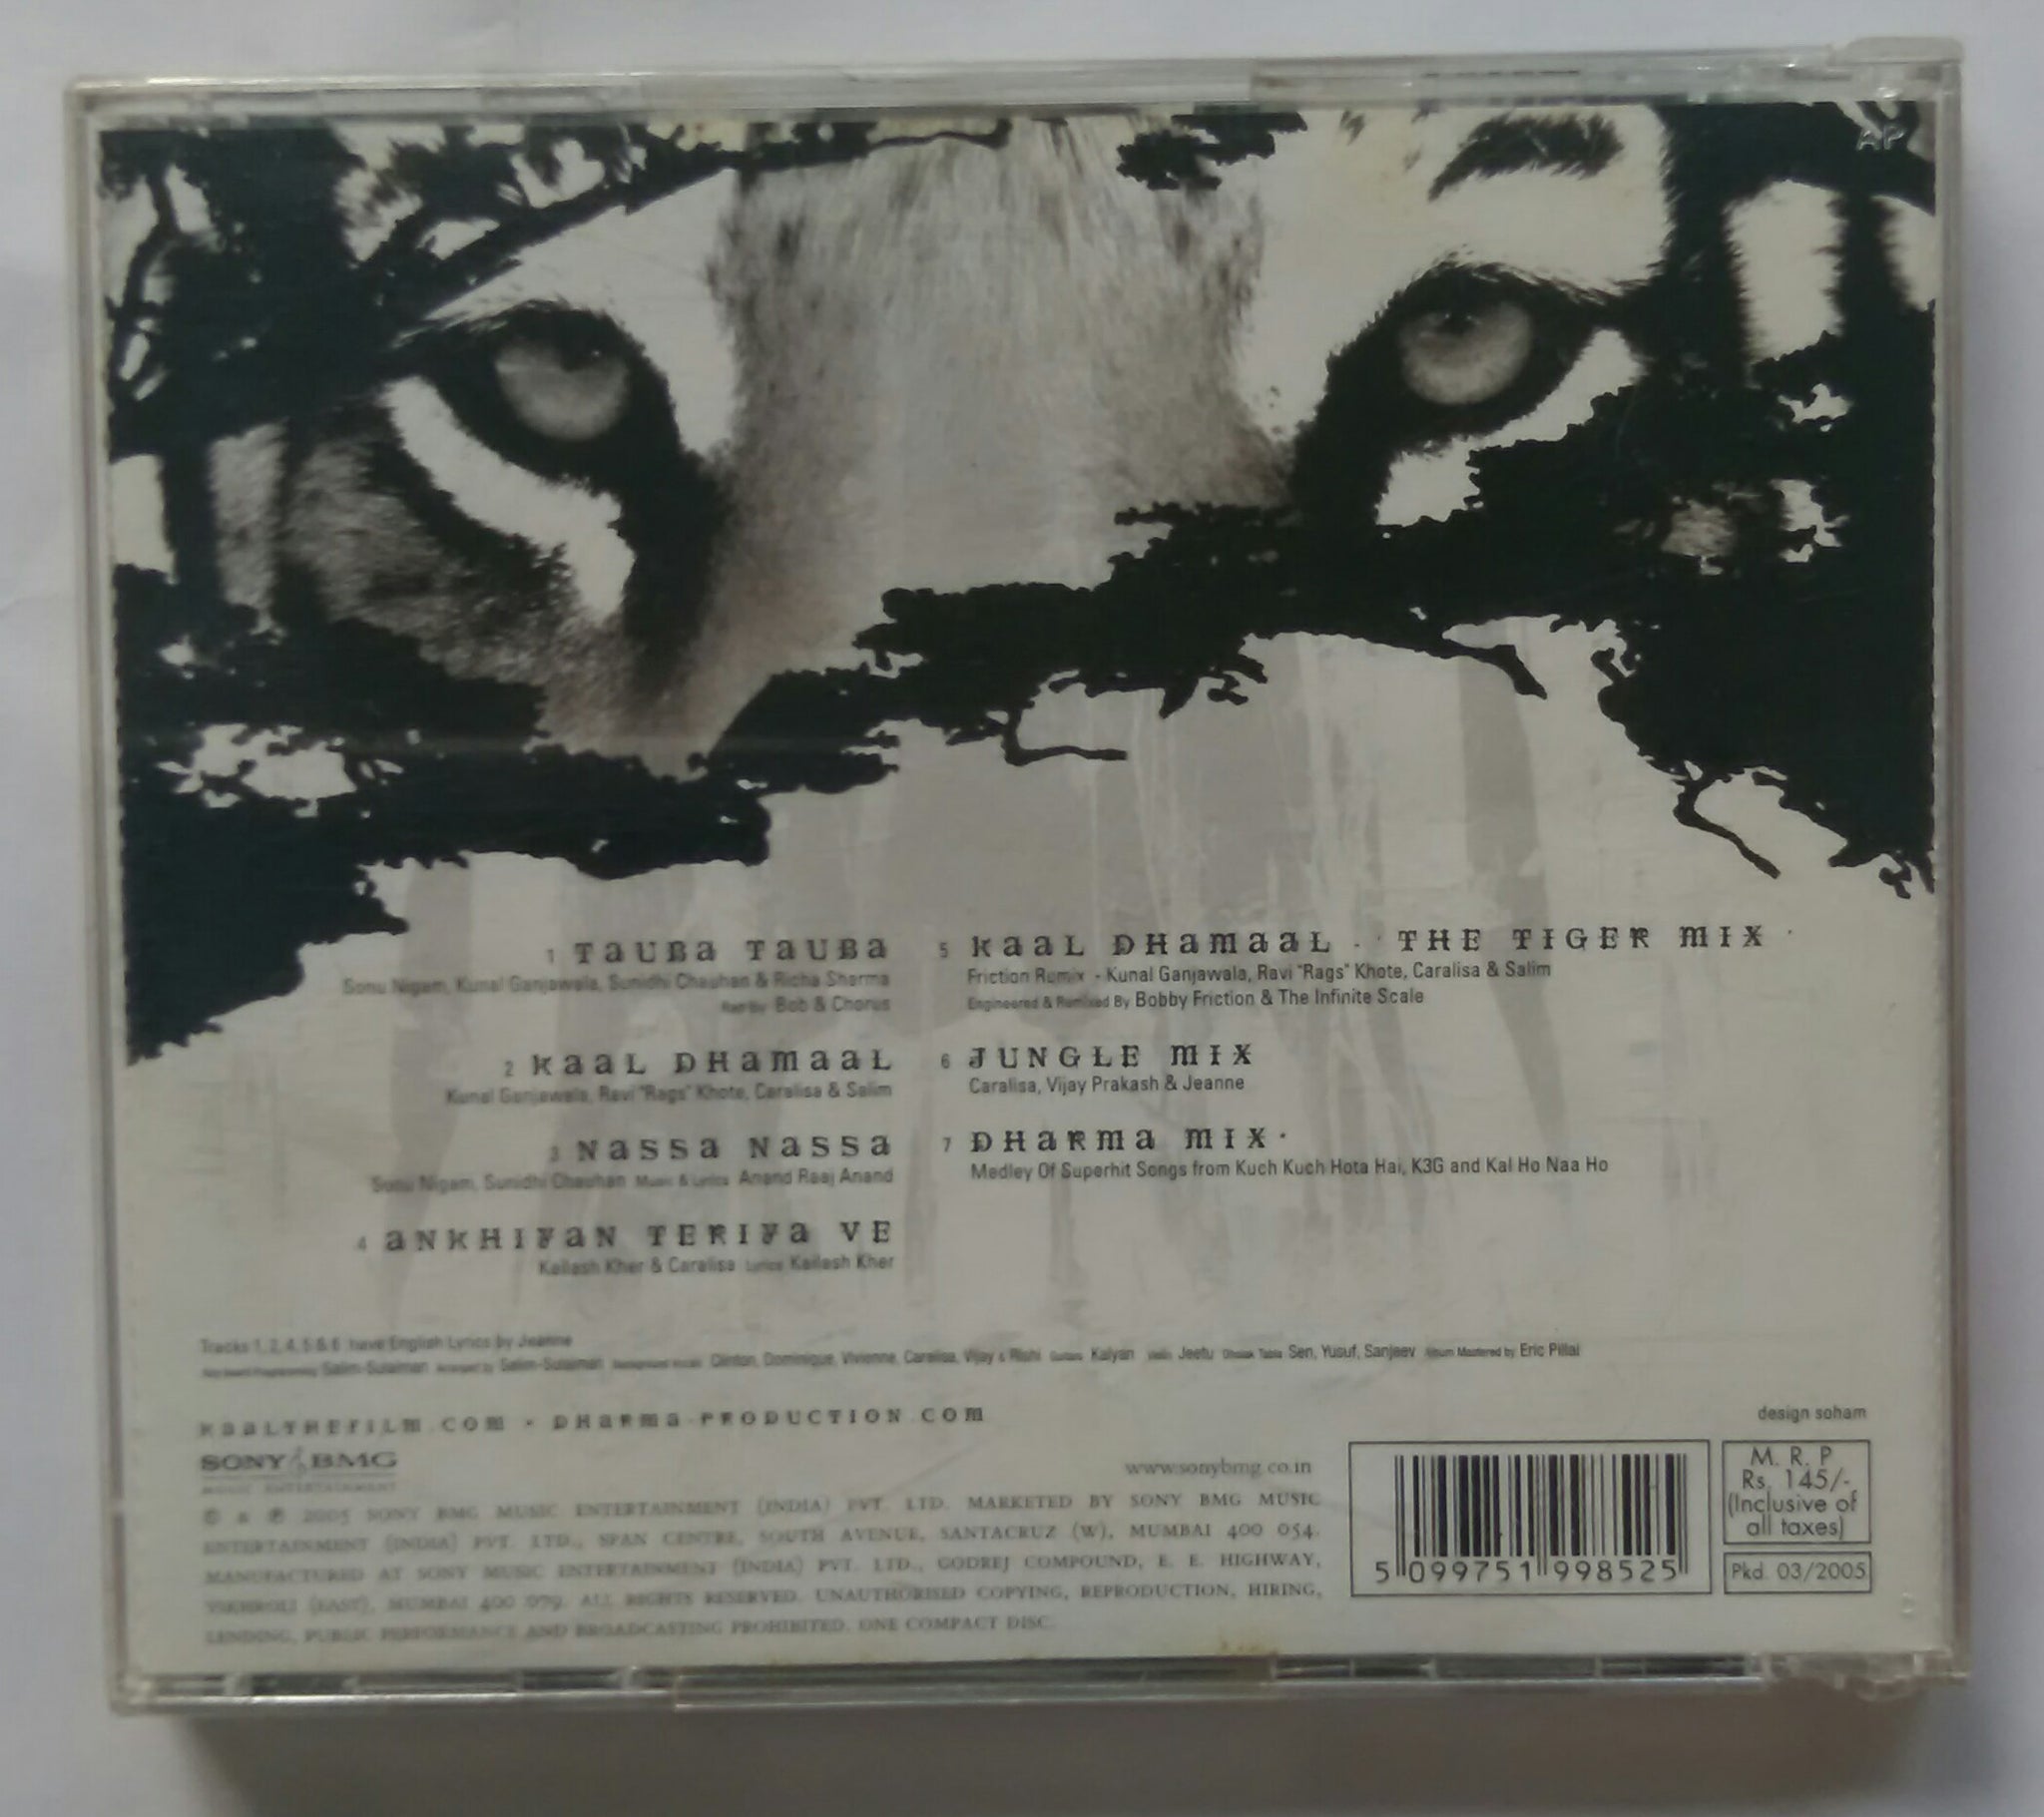 AP
1 Tauba Tauba
Sonu Nigam, Kunal Ganjawala, Sunidhi Chauhan & Richa Sharma
Rap By Bob & Chorus
2 Kaal Dhamaal
Kunal Ganjawala, Ravi "Rags" Khote, Caralisa & Salim
3 Nassa Nassa
Sonu Nigam, Sunidhi Chauhan Music & Lyrics Anand Raaj Anand
4 Ankhiyan Teriya Ve
Kailash Kher & Caralisa Lyrics Kailash Kher
5 Kaal Dhamaal - THE TIGER MIX
Friction Remix - Kunal Ganjawala, Ravi "Rags" Khote, Caralisa & Salim
Engineered & Remixed By Bobby Friction & The Infinite Scale
6 JUNGLE MIX
Caralisa, Vijay Prakash & Jeanne
7 Dharma MIX
Medley Of Superhit Songs from Kuch Kuch Hota Hai, K3G and Kal Ho Naa Ho
Tracks 1, 2, 4, 5 & 6 have English Lyrics by Jeanne
Programming Salim-Sulaiman Arranged by Salim-Sulaiman Background Vocals Clinton, Dominique, Vivienne, Caralisa, Vijay & Rishi Guitars Kalyan Violin Jeetu Dholak Tabla Sen, Yusuf, Sanjeev Album Mastered by Eric Pillai
kaalthefilm.com • dharma-production.com
design soham
SONY BMG
MUSIC ENTERTAINMENT
www.sonybmg.co.in
© & ℗ 2005 SONY BMG MUSIC ENTERTAINMENT (INDIA) PVT. LTD. MARKETED BY SONY BMG MUSIC
ENTERTAINMENT (INDIA) PVT. LTD., SPAN CENTRE, SOUTH AVENUE, SANTACRUZ (W), MUMBAI 400 054.
MANUFACTURED AT SONY MUSIC ENTERTAINMENT (INDIA) PVT. LTD., GODREJ COMPOUND, E. E. HIGHWAY,
VIKHROLI (EAST), MUMBAI 400 079. ALL RIGHTS RESERVED. UNAUTHORISED COPYING, REPRODUCTION, HIRING,
LENDING, PUBLIC PERFORMANCE AND BROADCASTING PROHIBITED. ONE COMPACT DISC.
5 099751 998525
M. R. P
Rs. 145/-
(Inclusive of
all taxes)
Pkd. 03/2005